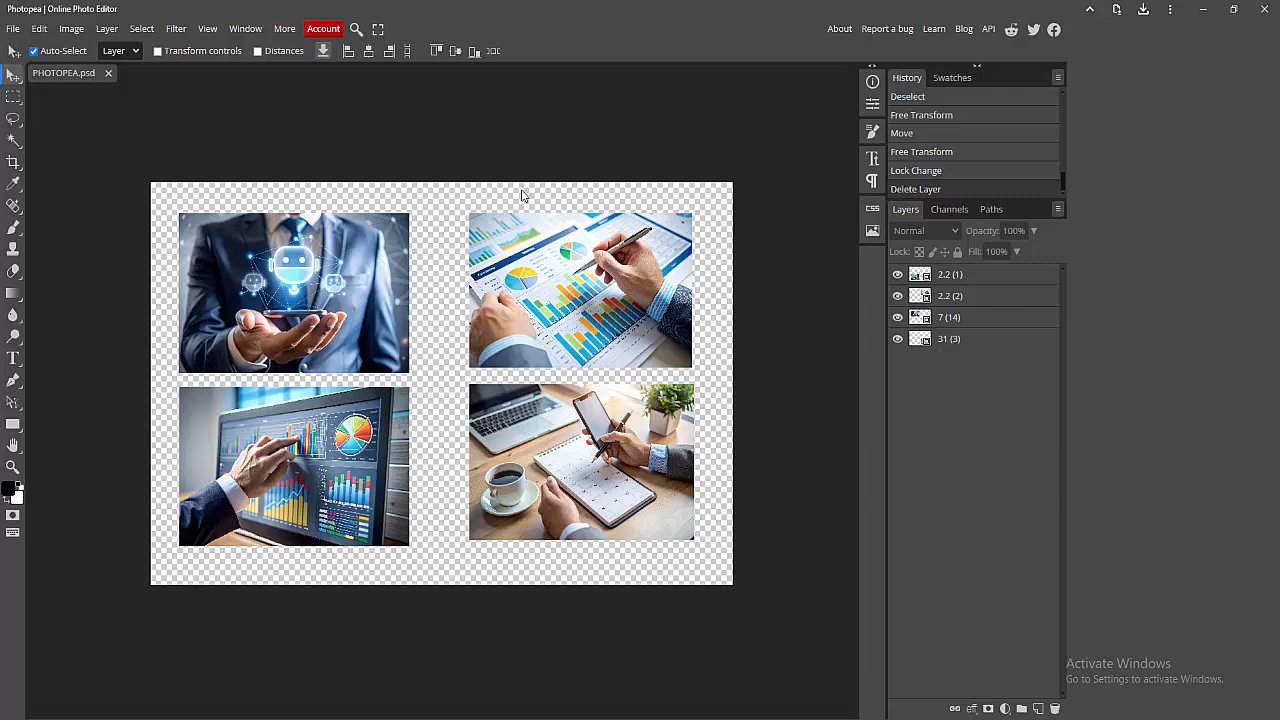 Photopea | Online Photo Editor
File Edit Image Layer Select Filter View Window More Account
About Report a bug Learn Blog API
Auto-Select Layer Transform controls Distances
PHOTOPEA.psd
History Swatches
Deselect
Free Transform
Move
Free Transform
Lock Change
Delete Layer
Layers Channels Paths
Normal Opacity: 100%
Lock: Fill: 100%
2.2 (1)
2.2 (2)
7 (14)
31 (3)
CSS
Activate Windows
Go to Settings to activate Windows.